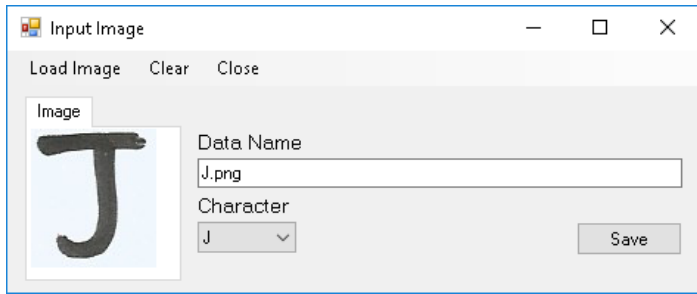 Input Image
Load Image Clear Close
Image
J
Data Name
J.png
Character
J
Save